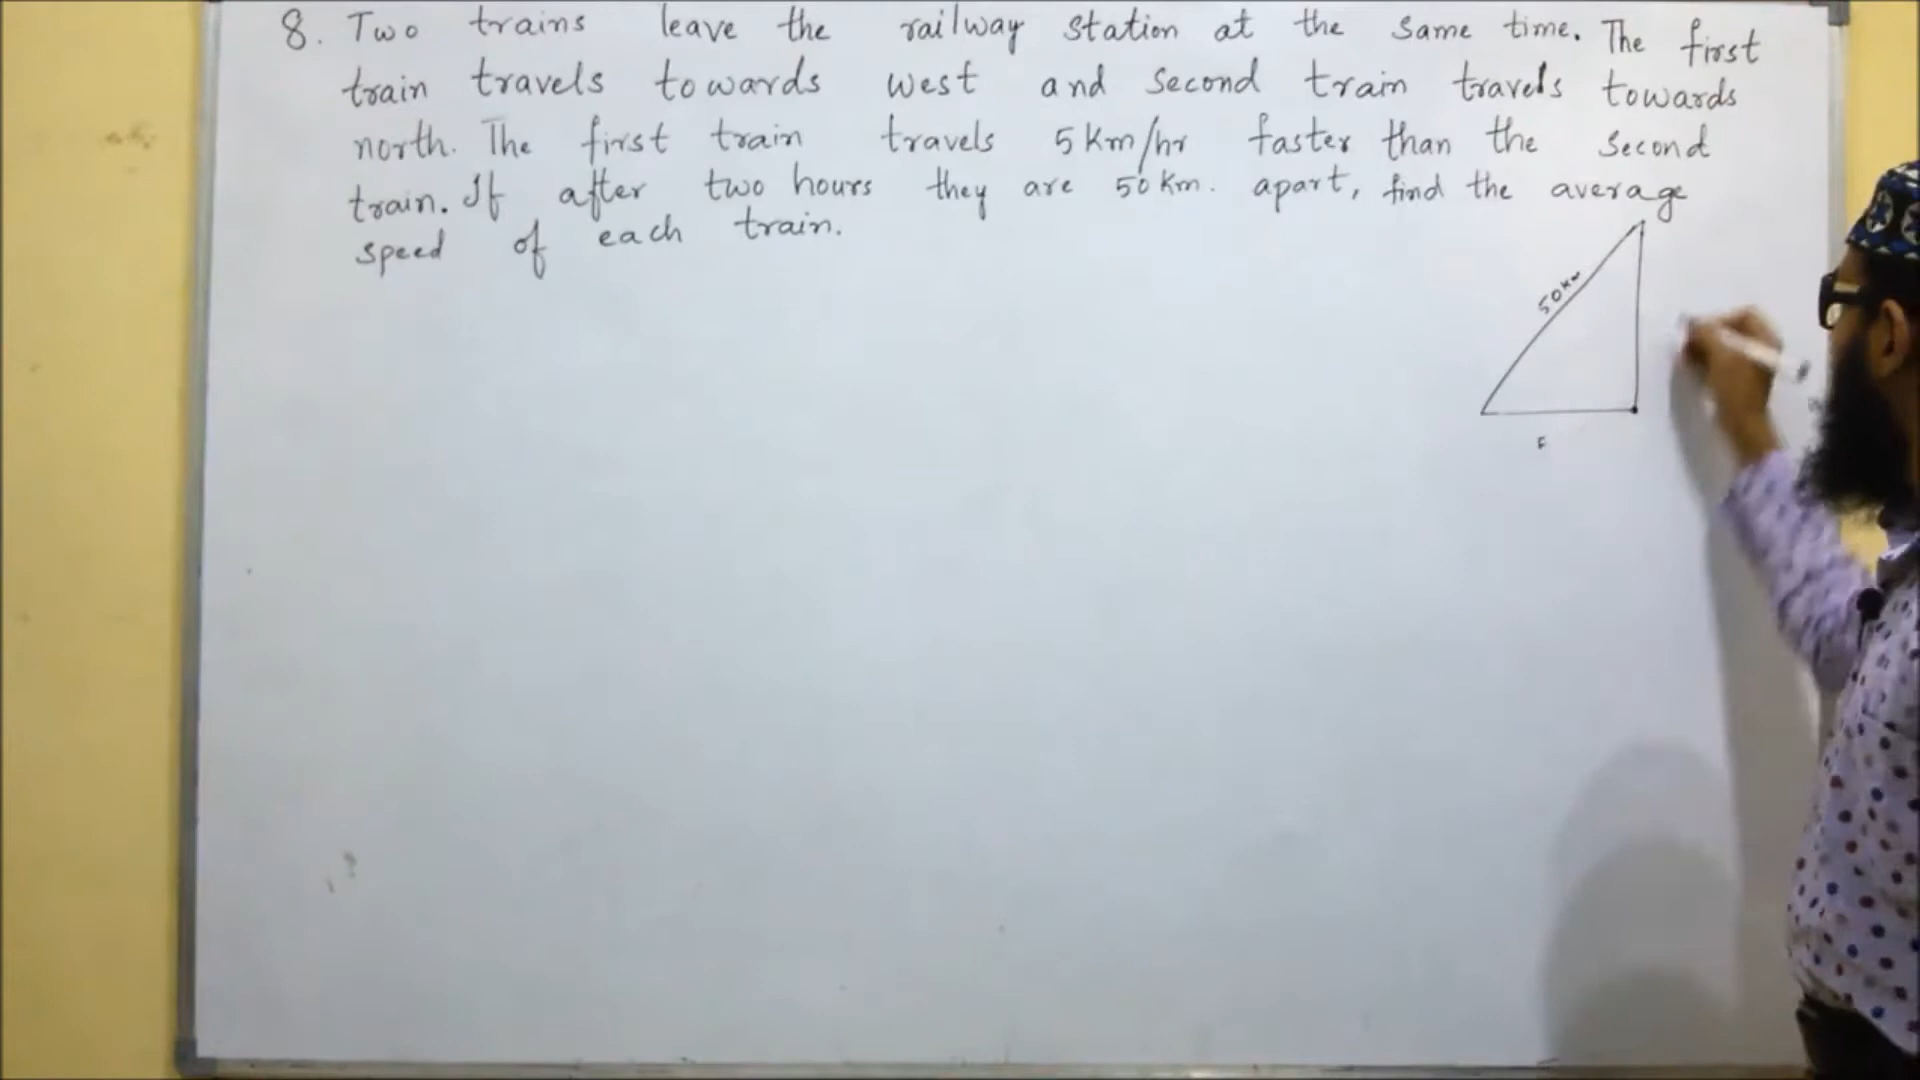 8. Two trains leave the railway station at the same time. The first
train travels towards west and second train travels towards
north. The first train travels 5 km/hr faster than the second
train. If after two hours they are 50 km. apart, find the average
speed of each train.
50 km
F